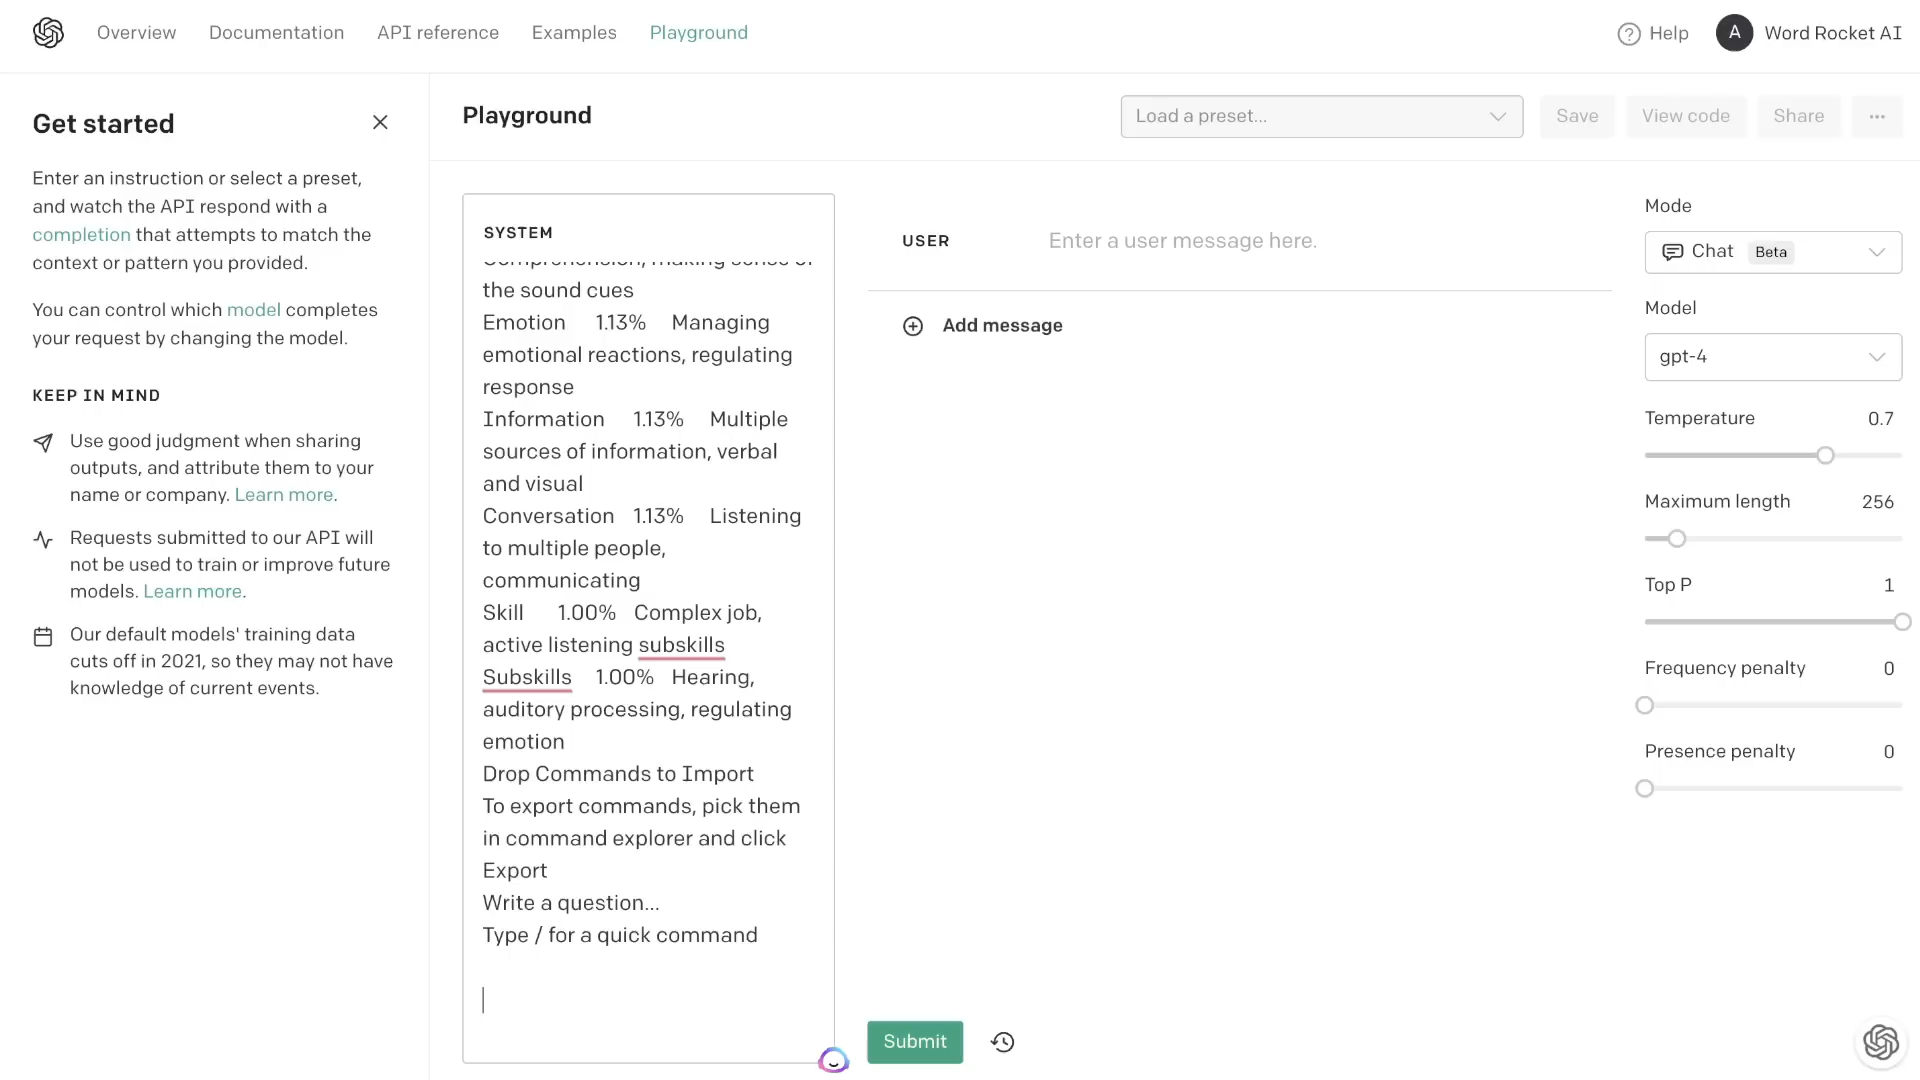 Overview
Documentation
API reference
Examples
Playground
Help
A
Word Rocket AI
Get started
Enter an instruction or select a preset,
and watch the API respond with a
completion that attempts to match the
context or pattern you provided.
You can control which model completes
your request by changing the model.
KEEP IN MIND
Use good judgment when sharing
outputs, and attribute them to your
name or company. Learn more.
Requests submitted to our API will
not be used to train or improve future
models. Learn more.
Our default models' training data
cuts off in 2021, so they may not have
knowledge of current events.
Playground
Load a preset...
Save
View code
Share
...
SYSTEM
Comprehension, making sense of
the sound cues
Emotion 1.13% Managing
emotional reactions, regulating
response
Information 1.13% Multiple
sources of information, verbal
and visual
Conversation 1.13% Listening
to multiple people,
communicating
Skill 1.00% Complex job,
active listening subskills
Subskills 1.00% Hearing,
auditory processing, regulating
emotion
Drop Commands to Import
To export commands, pick them
in command explorer and click
Export
Write a question...
Type / for a quick command
USER
Enter a user message here.
Add message
Submit
Mode
Chat Beta
Model
gpt-4
Temperature 0.7
Maximum length 256
Top P 1
Frequency penalty 0
Presence penalty 0